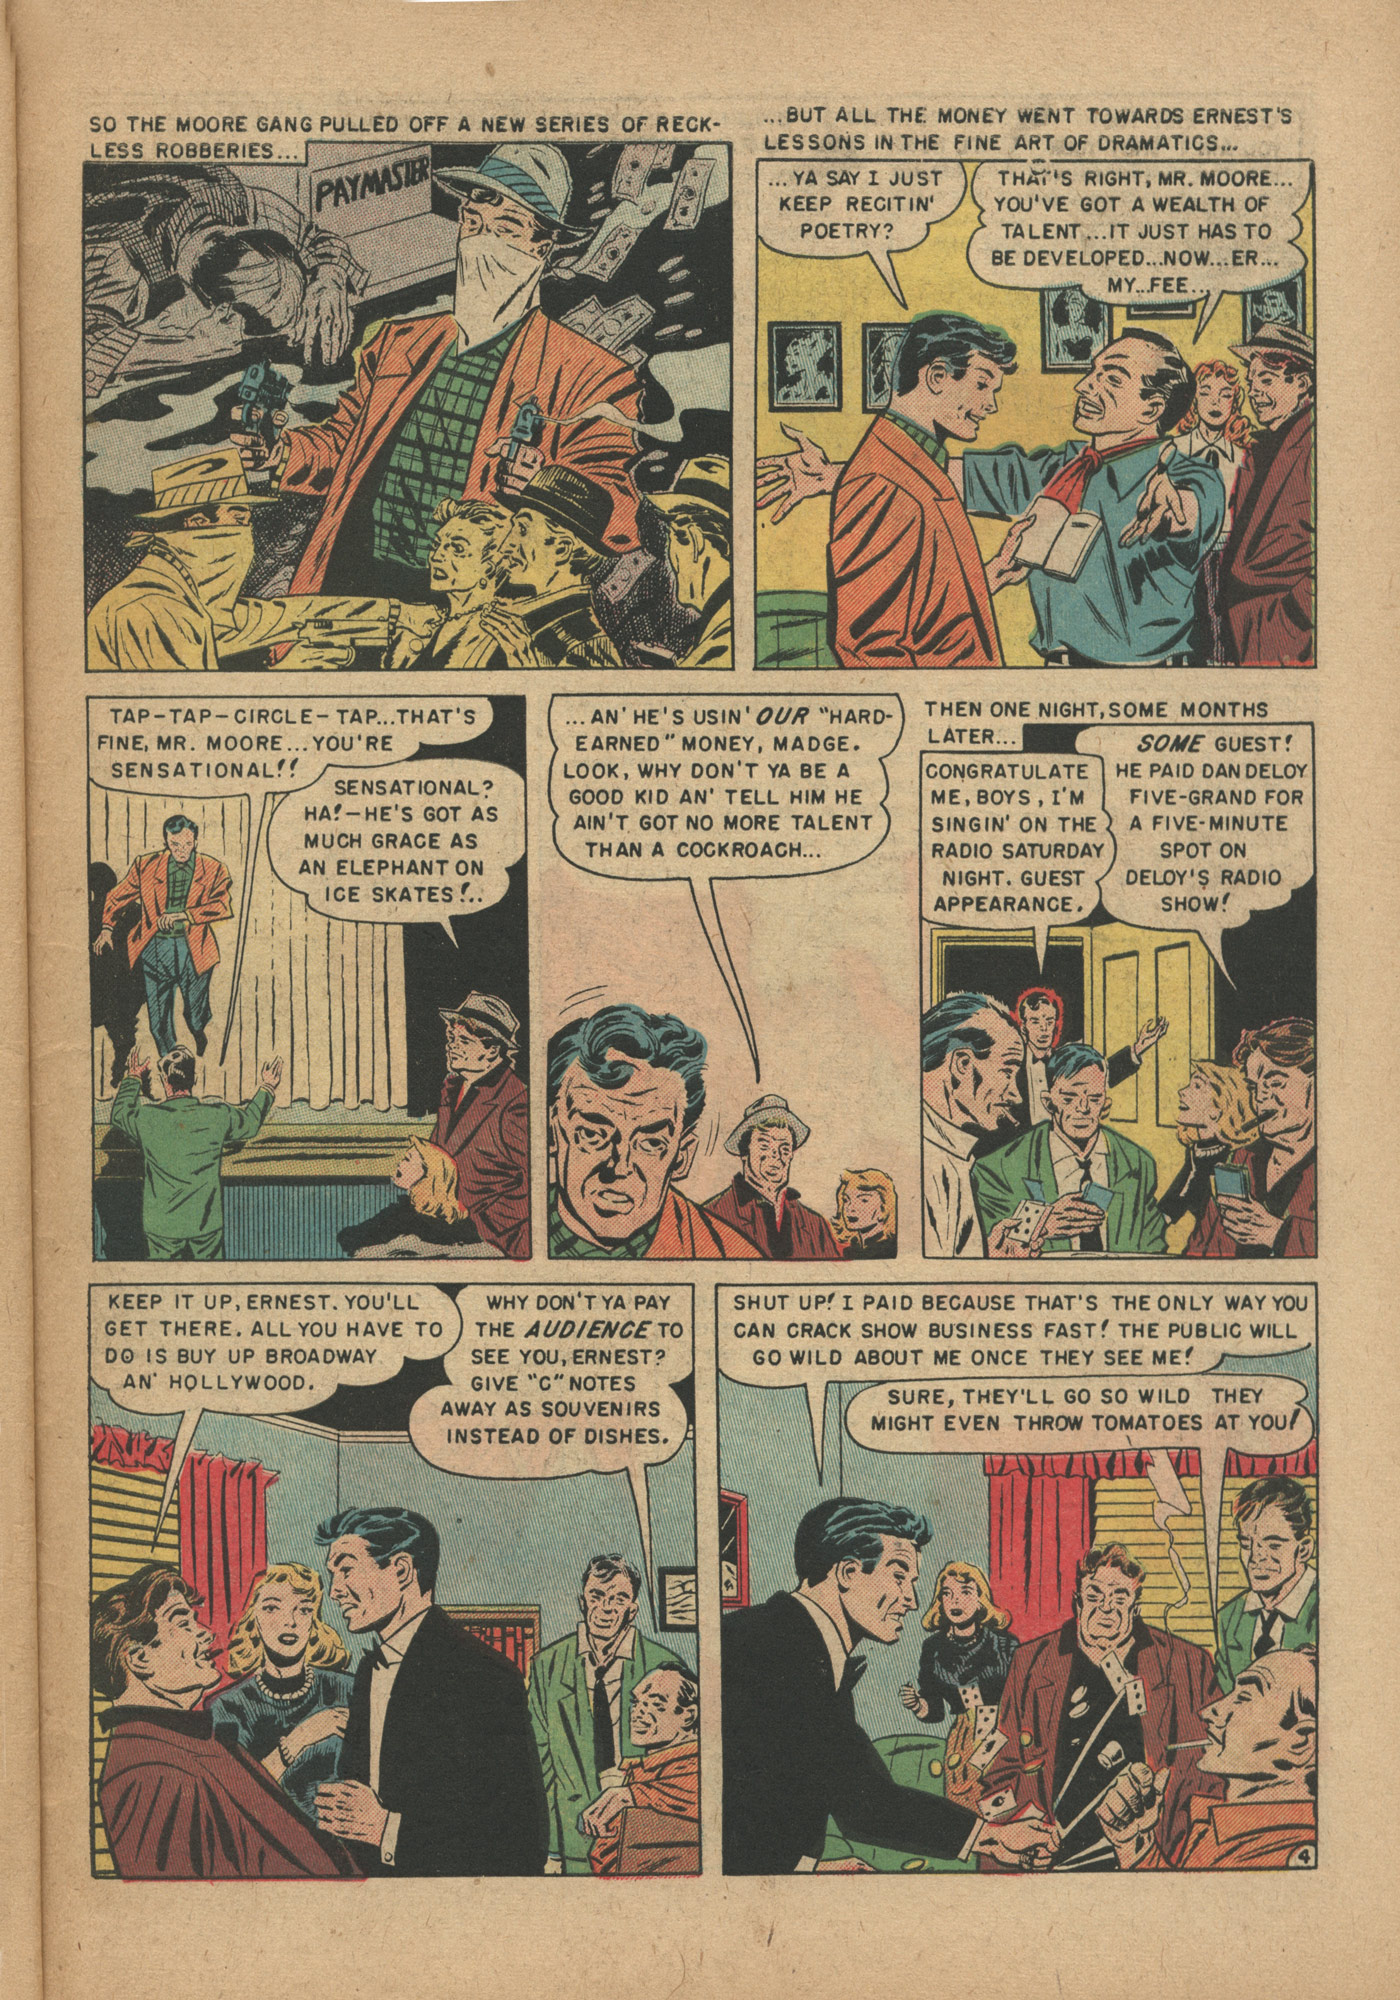 SO THE MOORE GANG PULLED OFF A NEW SERIES OF RECK-
LESS ROBBERIES...
PAYMASTER
...BUT ALL THE MONEY WENT TOWARDS ERNEST'S
LESSONS IN THE FINE ART OF DRAMATICS...
...YA SAY I JUST
KEEP RECITIN'
POETRY?
THAT'S RIGHT, MR. MOORE...
YOU'VE GOT A WEALTH OF
TALENT...IT JUST HAS TO
BE DEVELOPED...NOW...ER...
MY...FEE...
TAP-TAP-CIRCLE-TAP...THAT'S
FINE, MR. MOORE...YOU'RE
SENSATIONAL!!
SENSATIONAL?
HA!-HE'S GOT AS
MUCH GRACE AS
AN ELEPHANT ON
ICE SKATES!..
...AN' HE'S USIN' OUR "HARD-
EARNED" MONEY, MADGE.
LOOK, WHY DON'T YA BE A
GOOD KID AN' TELL HIM HE
AIN'T GOT NO MORE TALENT
THAN A COCKROACH...
THEN ONE NIGHT, SOME MONTHS
LATER...
CONGRATULATE
ME, BOYS, I'M
SINGIN' ON THE
RADIO SATURDAY
NIGHT. GUEST
APPEARANCE.
SOME GUEST!
HE PAID DAN DELOY
FIVE-GRAND FOR
A FIVE-MINUTE
SPOT ON
DELOY'S RADIO
SHOW!
KEEP IT UP, ERNEST. YOU'LL
GET THERE. ALL YOU HAVE TO
DO IS BUY UP BROADWAY
AN' HOLLYWOOD.
WHY DON'T YA PAY
THE AUDIENCE TO
SEE YOU, ERNEST?
GIVE "C" NOTES
AWAY AS SOUVENIRS
INSTEAD OF DISHES.
SHUT UP! I PAID BECAUSE THAT'S THE ONLY WAY YOU
CAN CRACK SHOW BUSINESS FAST! THE PUBLIC WILL
GO WILD ABOUT ME ONCE THEY SEE ME!
SURE, THEY'LL GO SO WILD THEY
MIGHT EVEN THROW TOMATOES AT YOU!
4